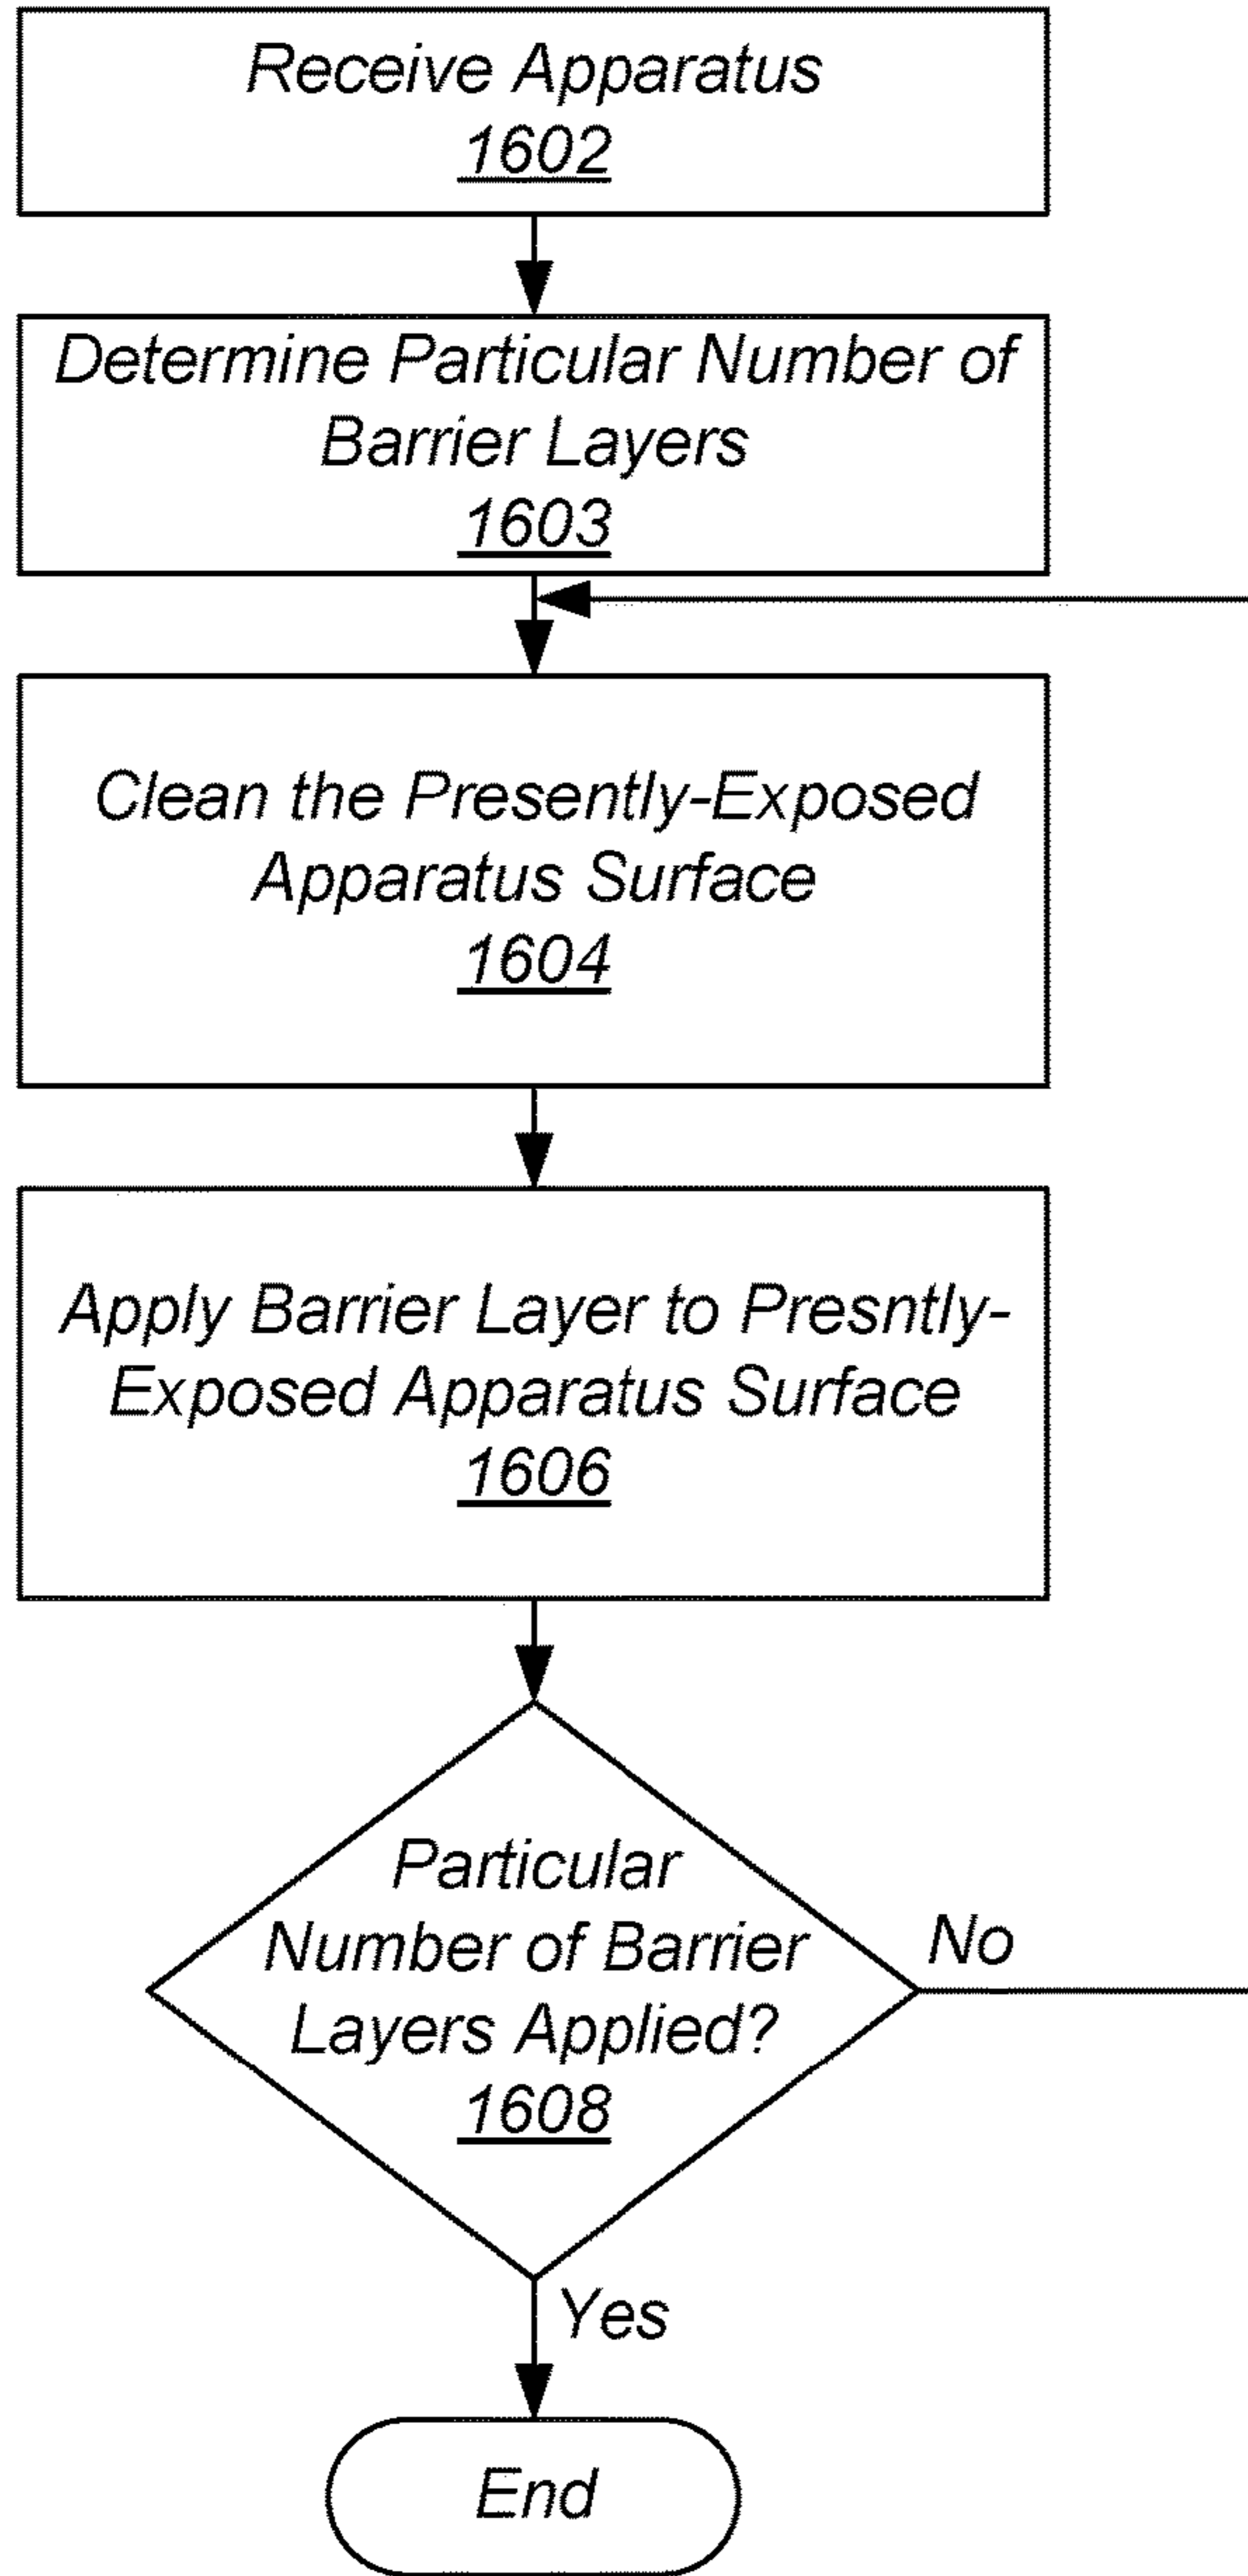 Receive Apparatus
1602
Determine Particular Number of
Barrier Layers
1603
Clean the Presently-Exposed
Apparatus Surface
1604
Apply Barrier Layer to Presntly-
Exposed Apparatus Surface
1606
Particular
Number of Barrier
Layers Applied?
1608
No
Yes
End